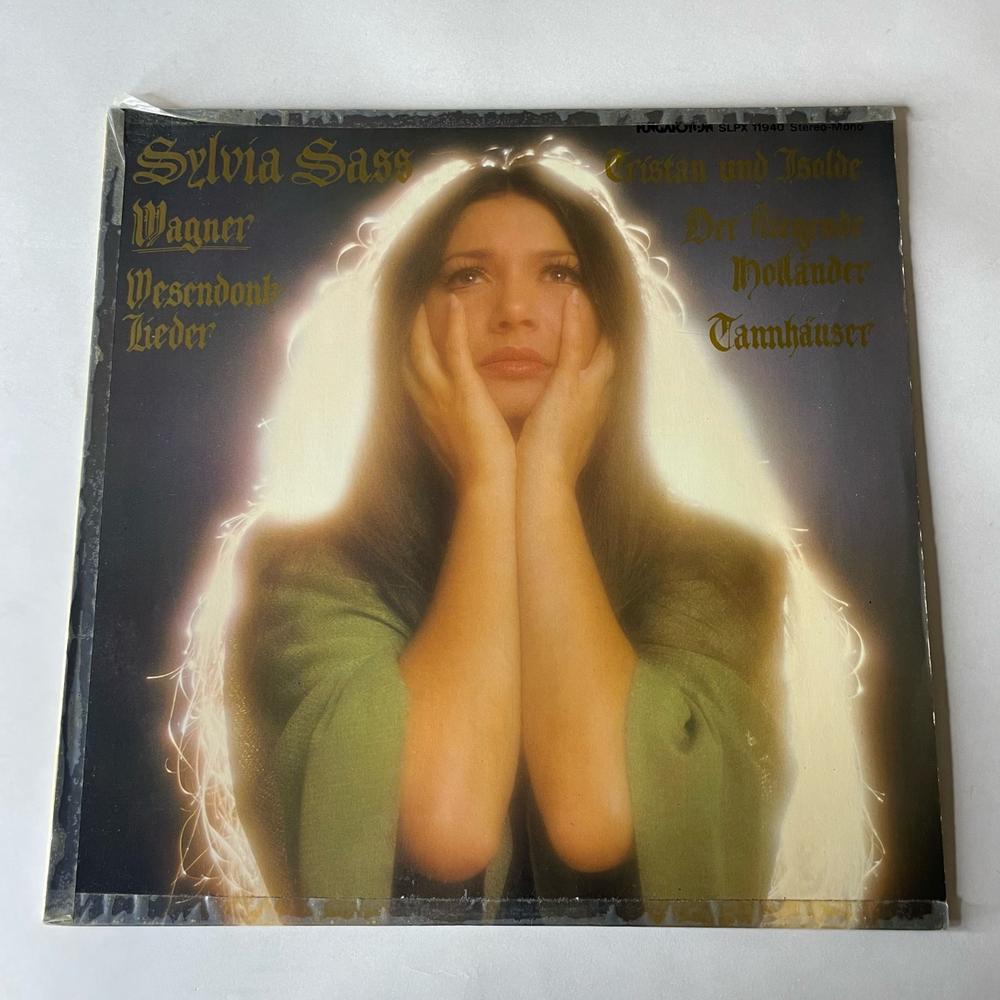 HUNGAROTON SLPX 11940 Stereo-Mono
Sylvia Sass
Wagner
Wesendonk
Lieder
Tristan und Isolde
Der fliegende
Holländer
Tannhäuser